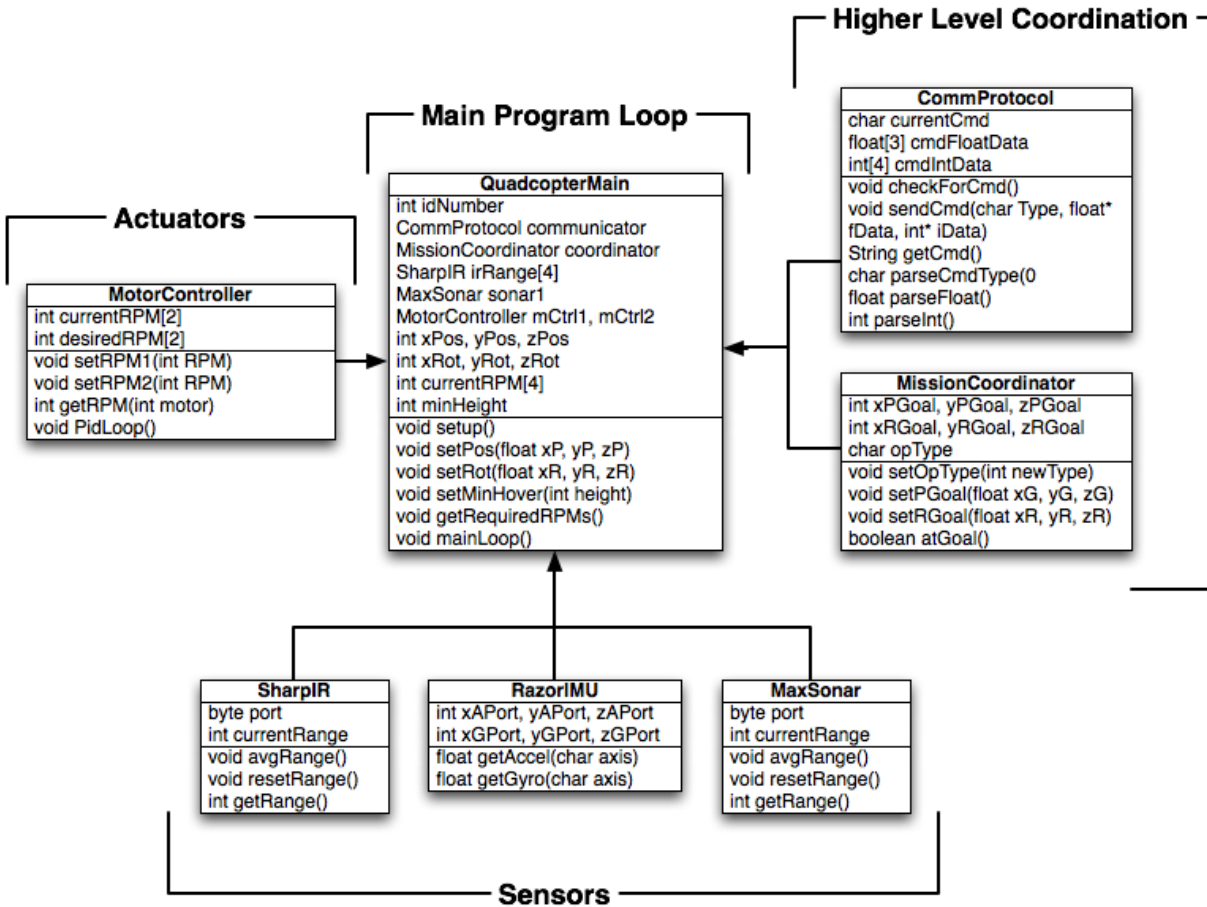 Higher Level Coordination
CommProtocol
char currentCmd
float[3] cmdFloatData
int[4] cmdIntData
void checkForCmd()
void sendCmd(char Type, float*
fData, int* iData)
String getCmd()
char parseCmdType(0
float parseFloat()
int parseInt()
Main Program Loop
QuadcopterMain
int idNumber
CommProtocol communicator
MissionCoordinator coordinator
SharpIR irRange[4]
MaxSonar sonar1
MotorController mCtrl1, mCtrl2
int xPos, yPos, zPos
int xRot, yRot, zRot
int currentRPM[4]
int minHeight
void setup()
void setPos(float xP, yP, zP)
void setRot(float xR, yR, zR)
void setMinHover(int height)
void getRequiredRPMs()
void mainLoop()
Actuators
MotorController
int currentRPM[2]
int desiredRPM[2]
void setRPM1(int RPM)
void setRPM2(int RPM)
int getRPM(int motor)
void PidLoop()
MissionCoordinator
int xPGoal, yPGoal, zPGoal
int xRGoal, yRGoal, zRGoal
char opType
void setOpType(int newType)
void setPGoal(float xG, yG, zG)
void setRGoal(float xR, yR, zR)
boolean atGoal()
SharpIR
byte port
int currentRange
void avgRange()
void resetRange()
int getRange()
RazorIMU
int xAPort, yAPort, zAPort
int xGPort, yGPort, zGPort
float getAccel(char axis)
float getGyro(char axis)
MaxSonar
byte port
int currentRange
void avgRange()
void resetRange()
int getRange()
Sensors